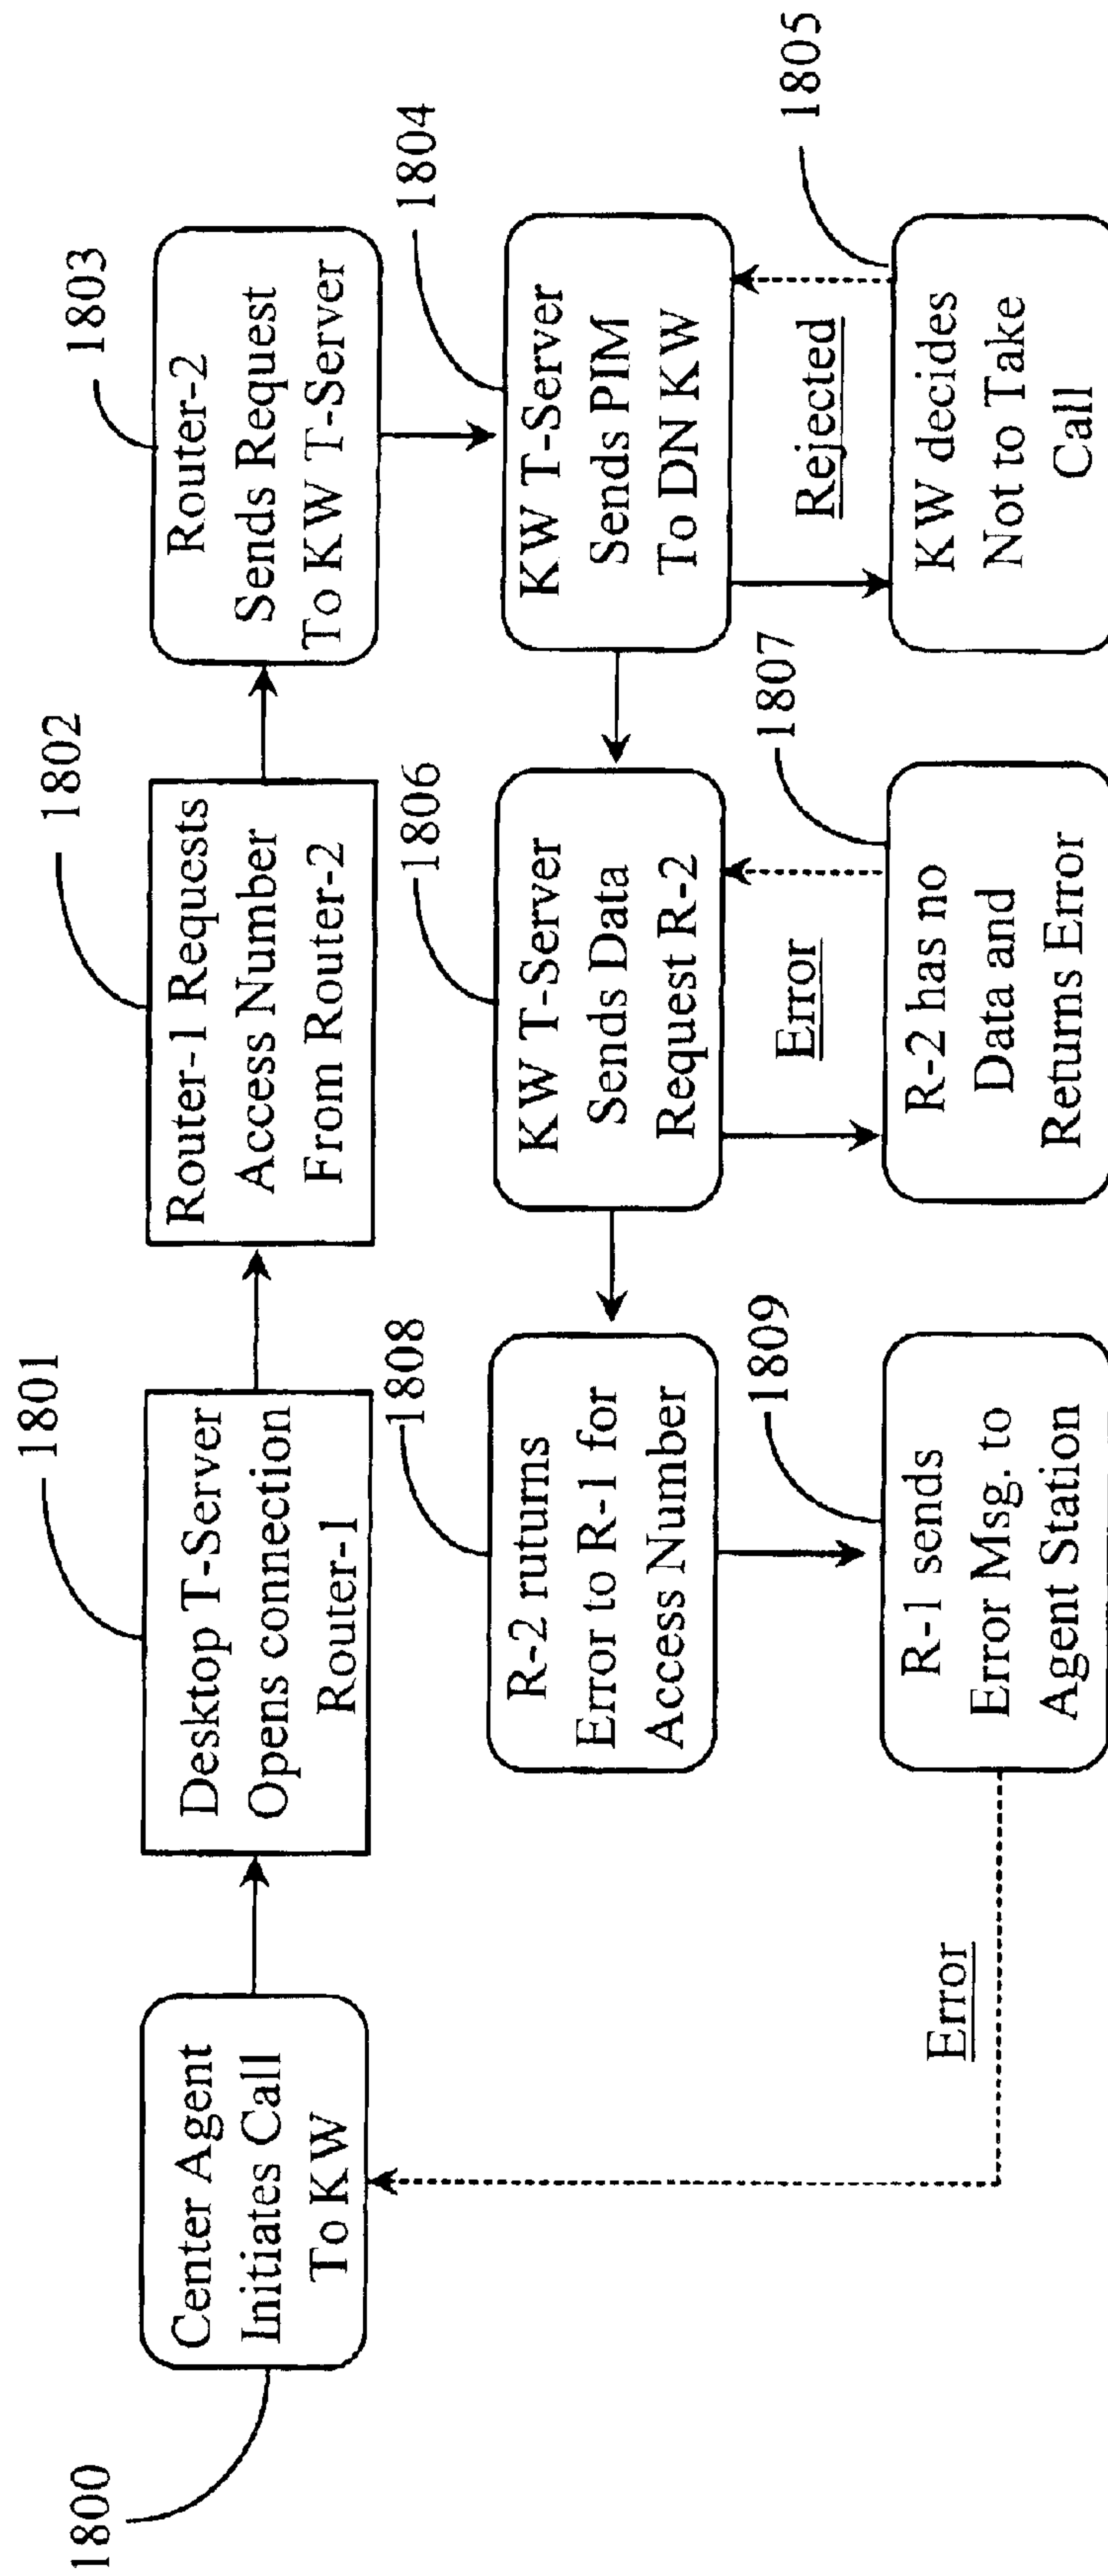 1800
Center Agent
Initiates Call
To KW
1801
Desktop T-Server
Opens connection
Router-1
1802
Router-1 Requests
Access Number
From Router-2
1803
Router-2
Sends Request
To KW T-Server
1804
KW T-Server
Sends PIM
To DN KW
Rejected
1805
KW decides
Not to Take
Call
1806
KW T-Server
Sends Data
Request R-2
Error
1807
R-2 has no
Data and
Returns Error
1808
R-2 ruturns
Error to R-1 for
Access Number
1809
R-1 sends
Error Msg. to
Agent Station
Error